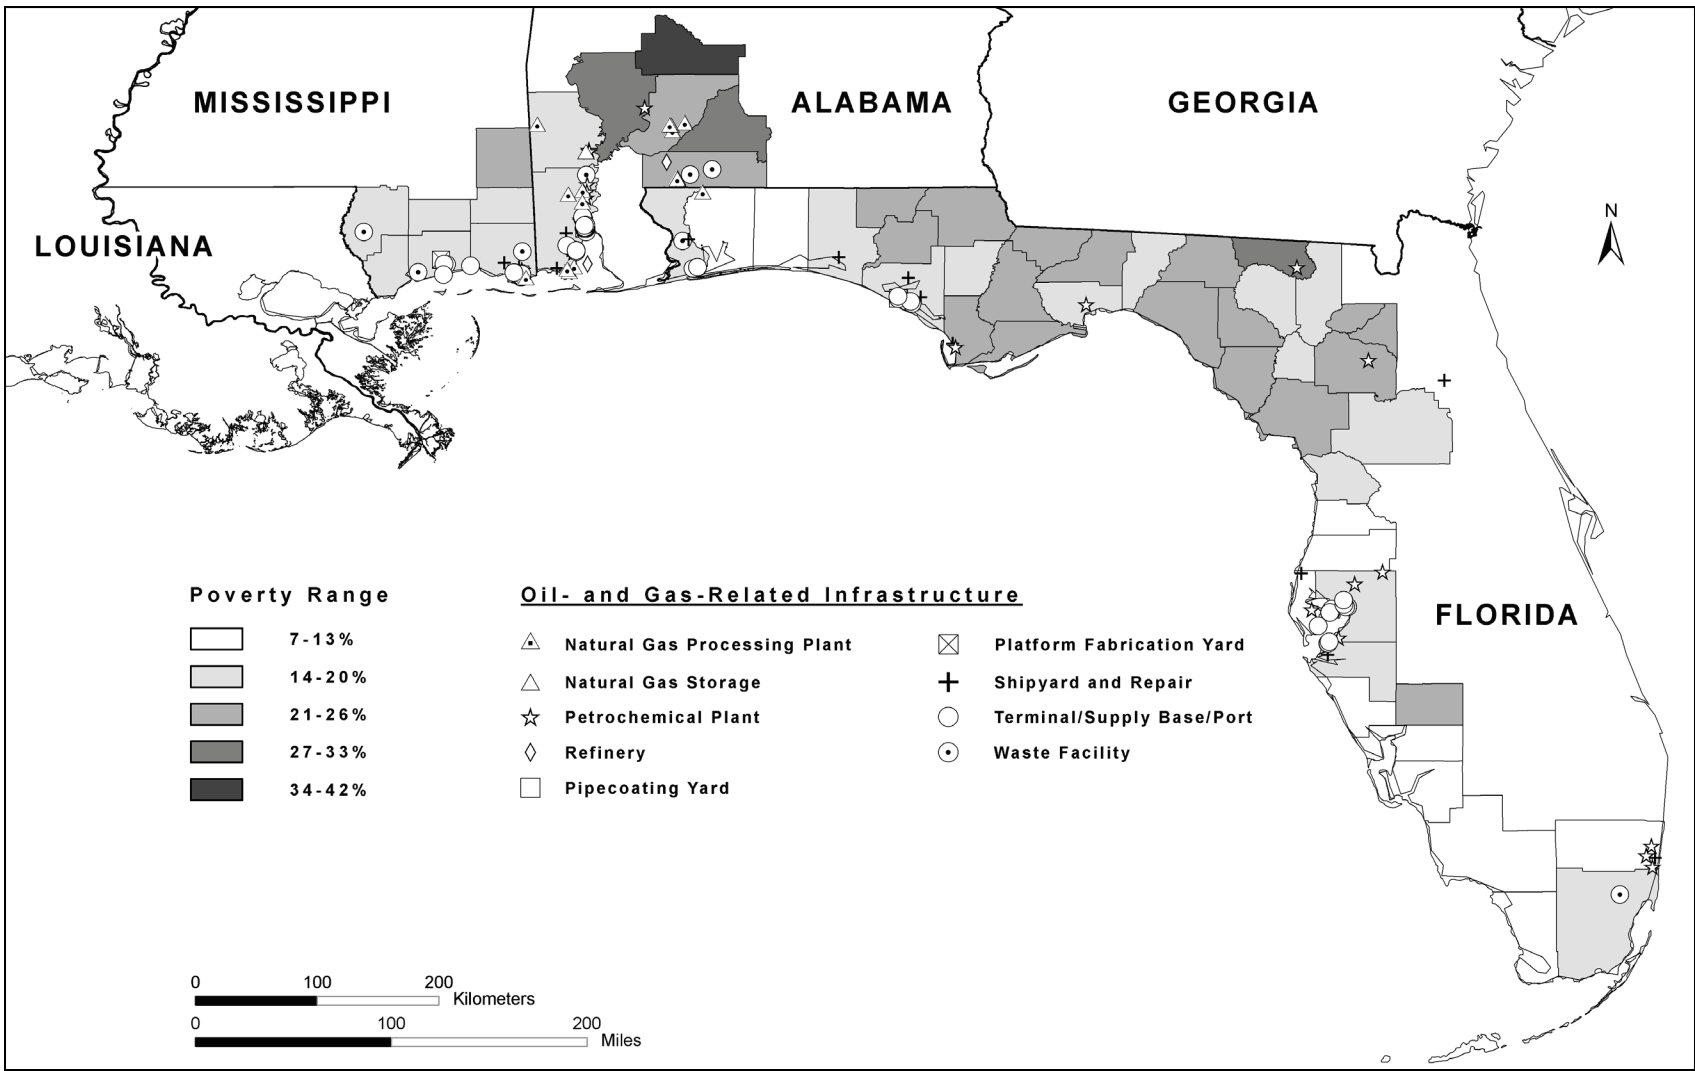 MISSISSIPPI
ALABAMA
GEORGIA
LOUISIANA
N
FLORIDA
Poverty Range
7-13%
14-20%
21-26%
27-33%
34-42%
Oil- and Gas-Related Infrastructure
Natural Gas Processing Plant
Natural Gas Storage
Petrochemical Plant
Refinery
Pipecoating Yard
Platform Fabrication Yard
Shipyard and Repair
Terminal/Supply Base/Port
Waste Facility
0 100 200
Kilometers
0 100 200
Miles